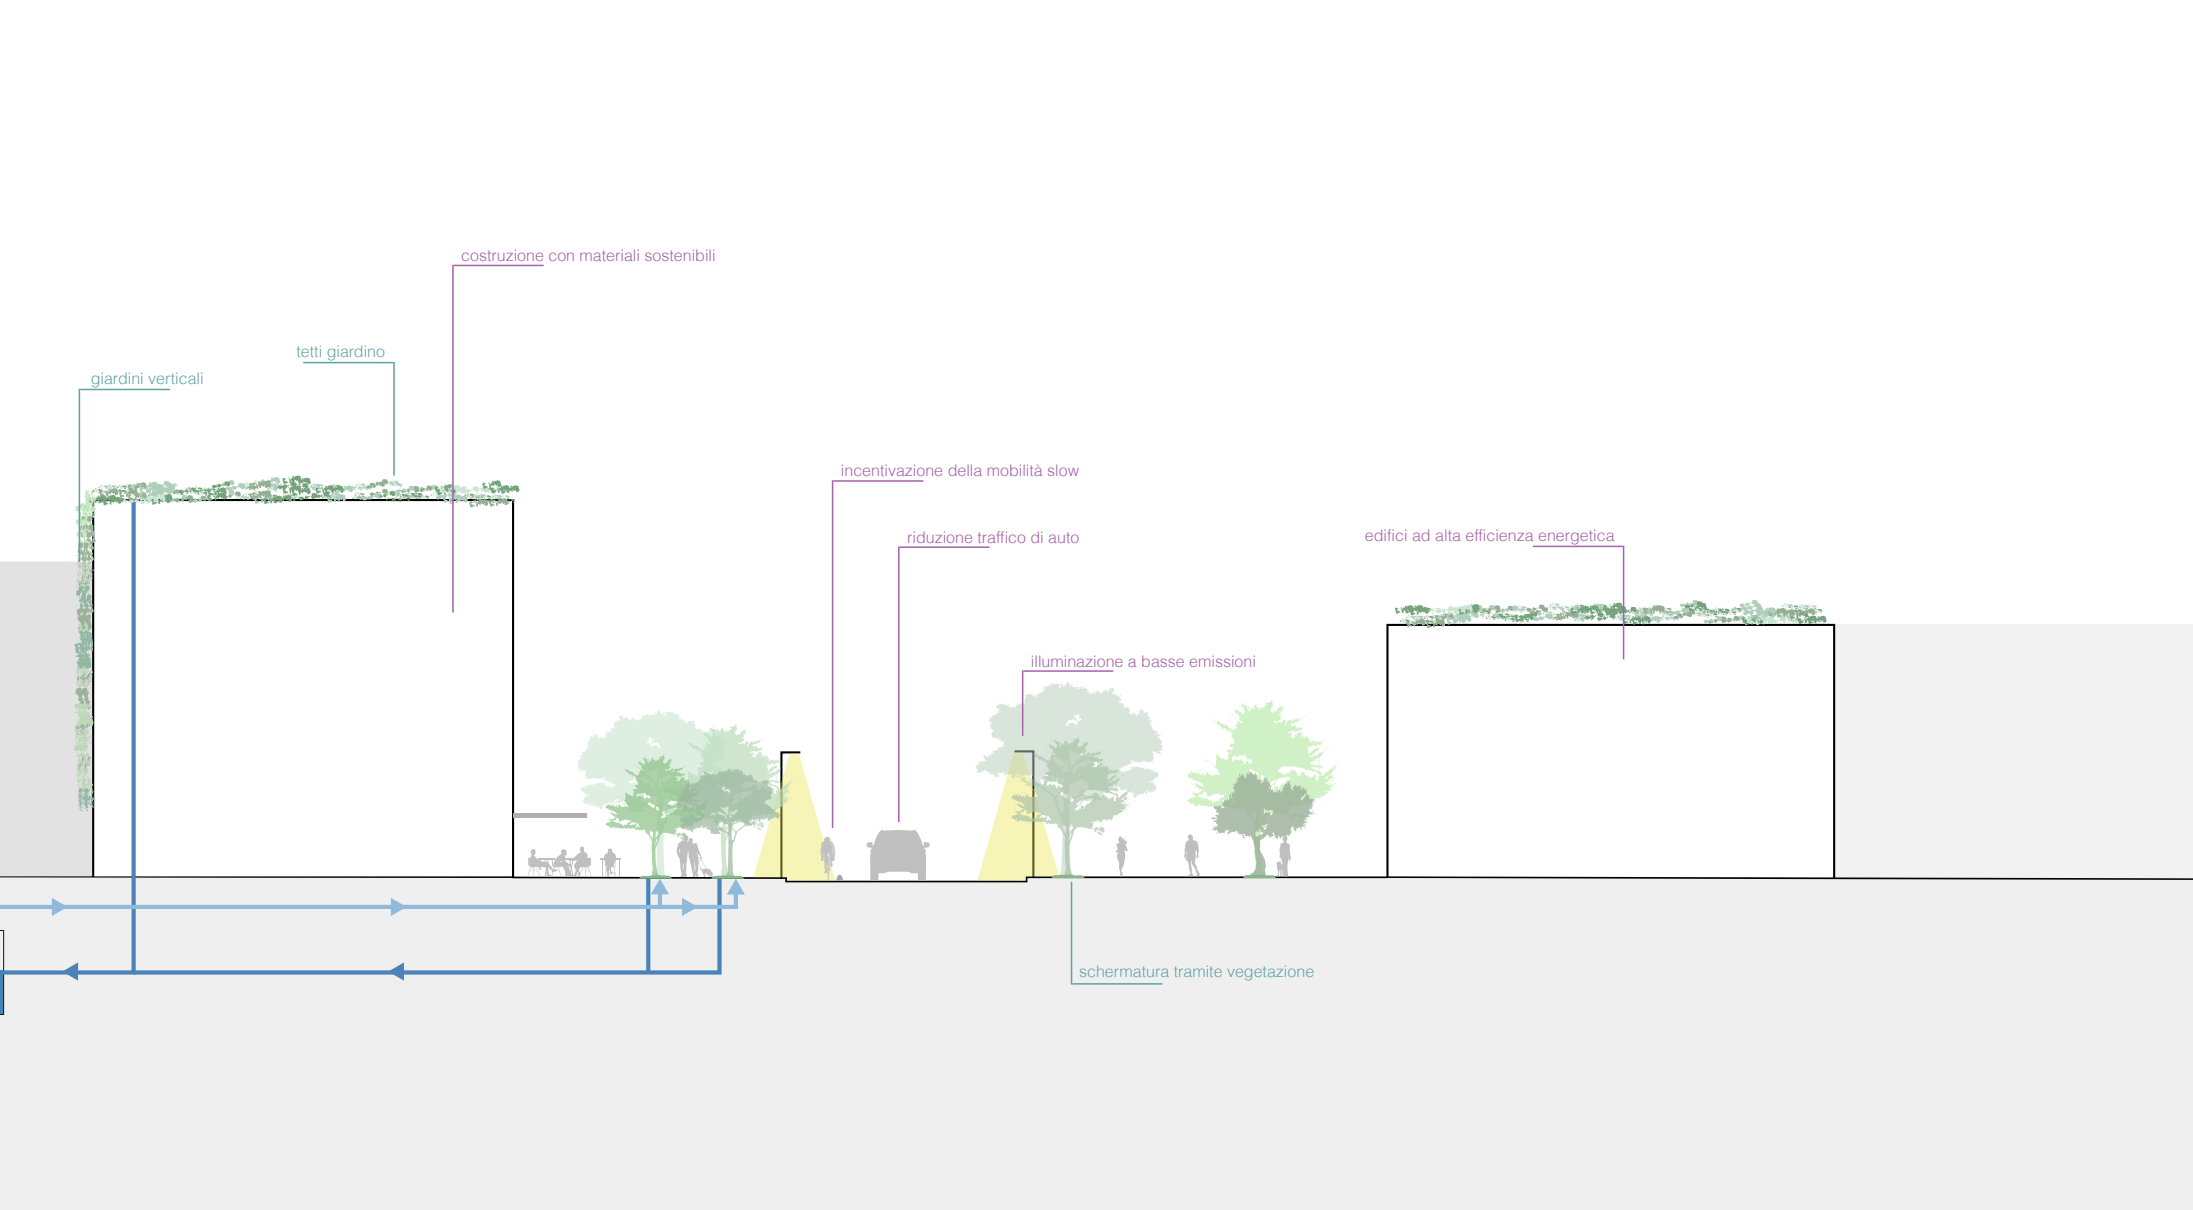 costruzione con materiali sostenibili
tetti giardino
giardini verticali
incentivazione della mobilità slow
riduzione traffico di auto
edifici ad alta efficienza energetica
illuminazione a basse emissioni
schermatura tramite vegetazione